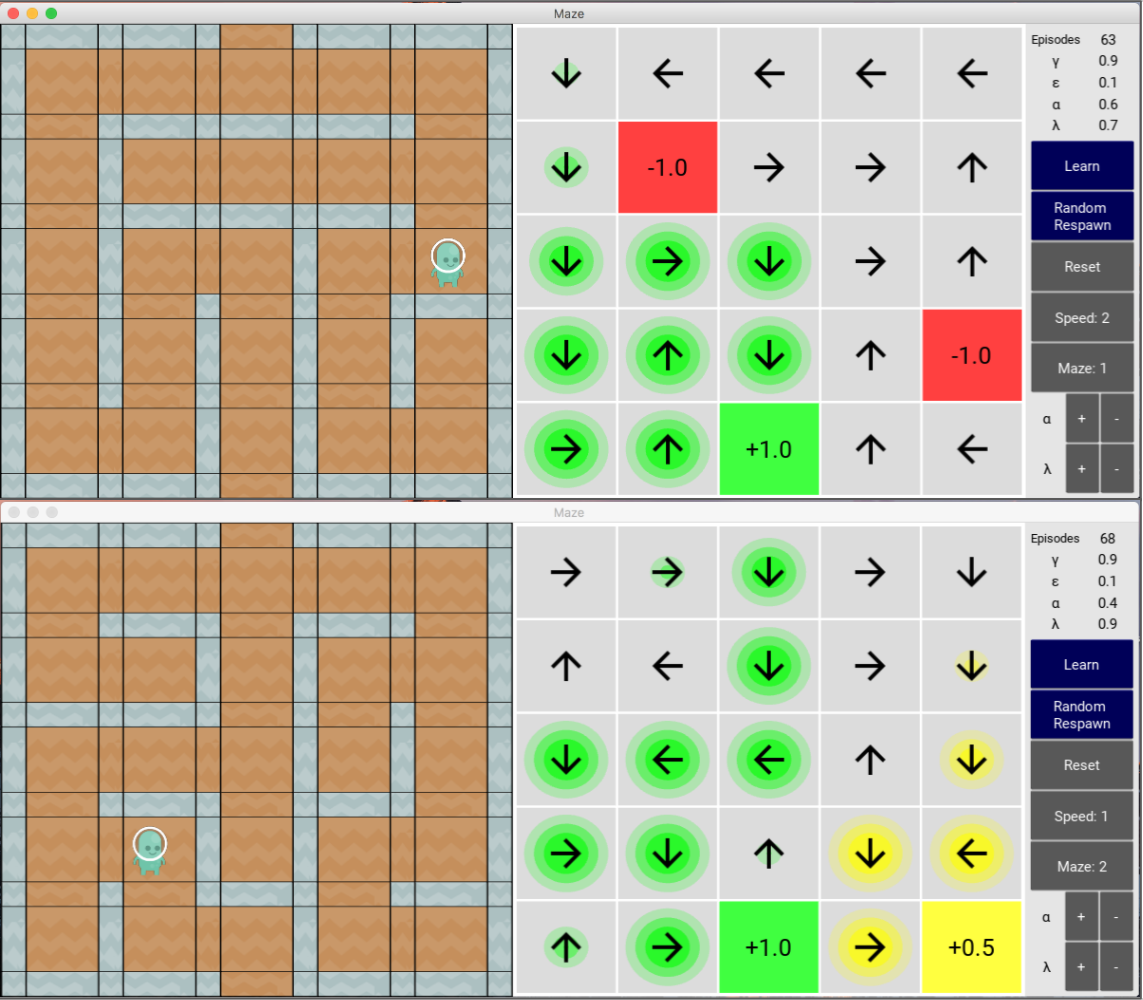 Maze
Episodes 63
γ 0.9
ε 0.1
α 0.6
λ 0.7
-1.0
Learn
Random
Respawn
Reset
Speed: 2
-1.0
Maze: 1
α + -
+1.0
λ + -
Maze
Episodes 68
γ 0.9
ε 0.1
α 0.4
λ 0.9
Learn
Random
Respawn
Reset
Speed: 1
Maze: 2
α + -
+1.0
+0.5
λ + -